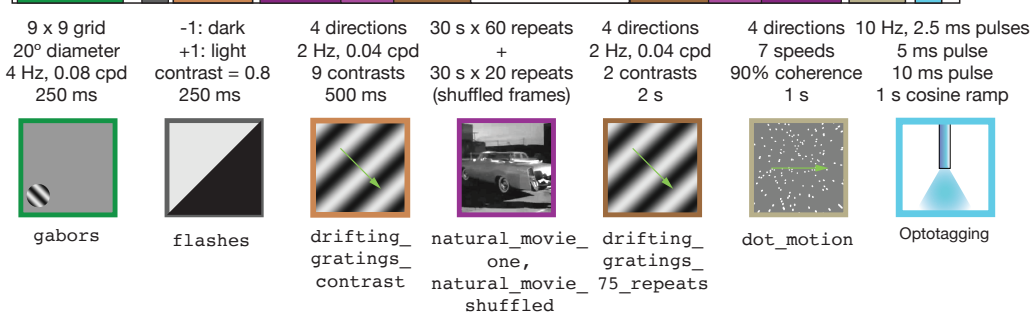 9 x 9 grid
20º diameter
4 Hz, 0.08 cpd
250 ms
-1: dark
+1: light
contrast = 0.8
250 ms
4 directions
2 Hz, 0.04 cpd
9 contrasts
500 ms
30 s x 60 repeats
+
30 s x 20 repeats
(shuffled frames)
4 directions
2 Hz, 0.04 cpd
2 contrasts
2 s
4 directions
7 speeds
90% coherence
1 s
10 Hz, 2.5 ms pulses
5 ms pulse
10 ms pulse
1 s cosine ramp
gabors
flashes
drifting_
gratings_
contrast
natural_movie_
one,
natural_movie_
shuffled
drifting_
gratings_
75_repeats
dot_motion
Optotagging